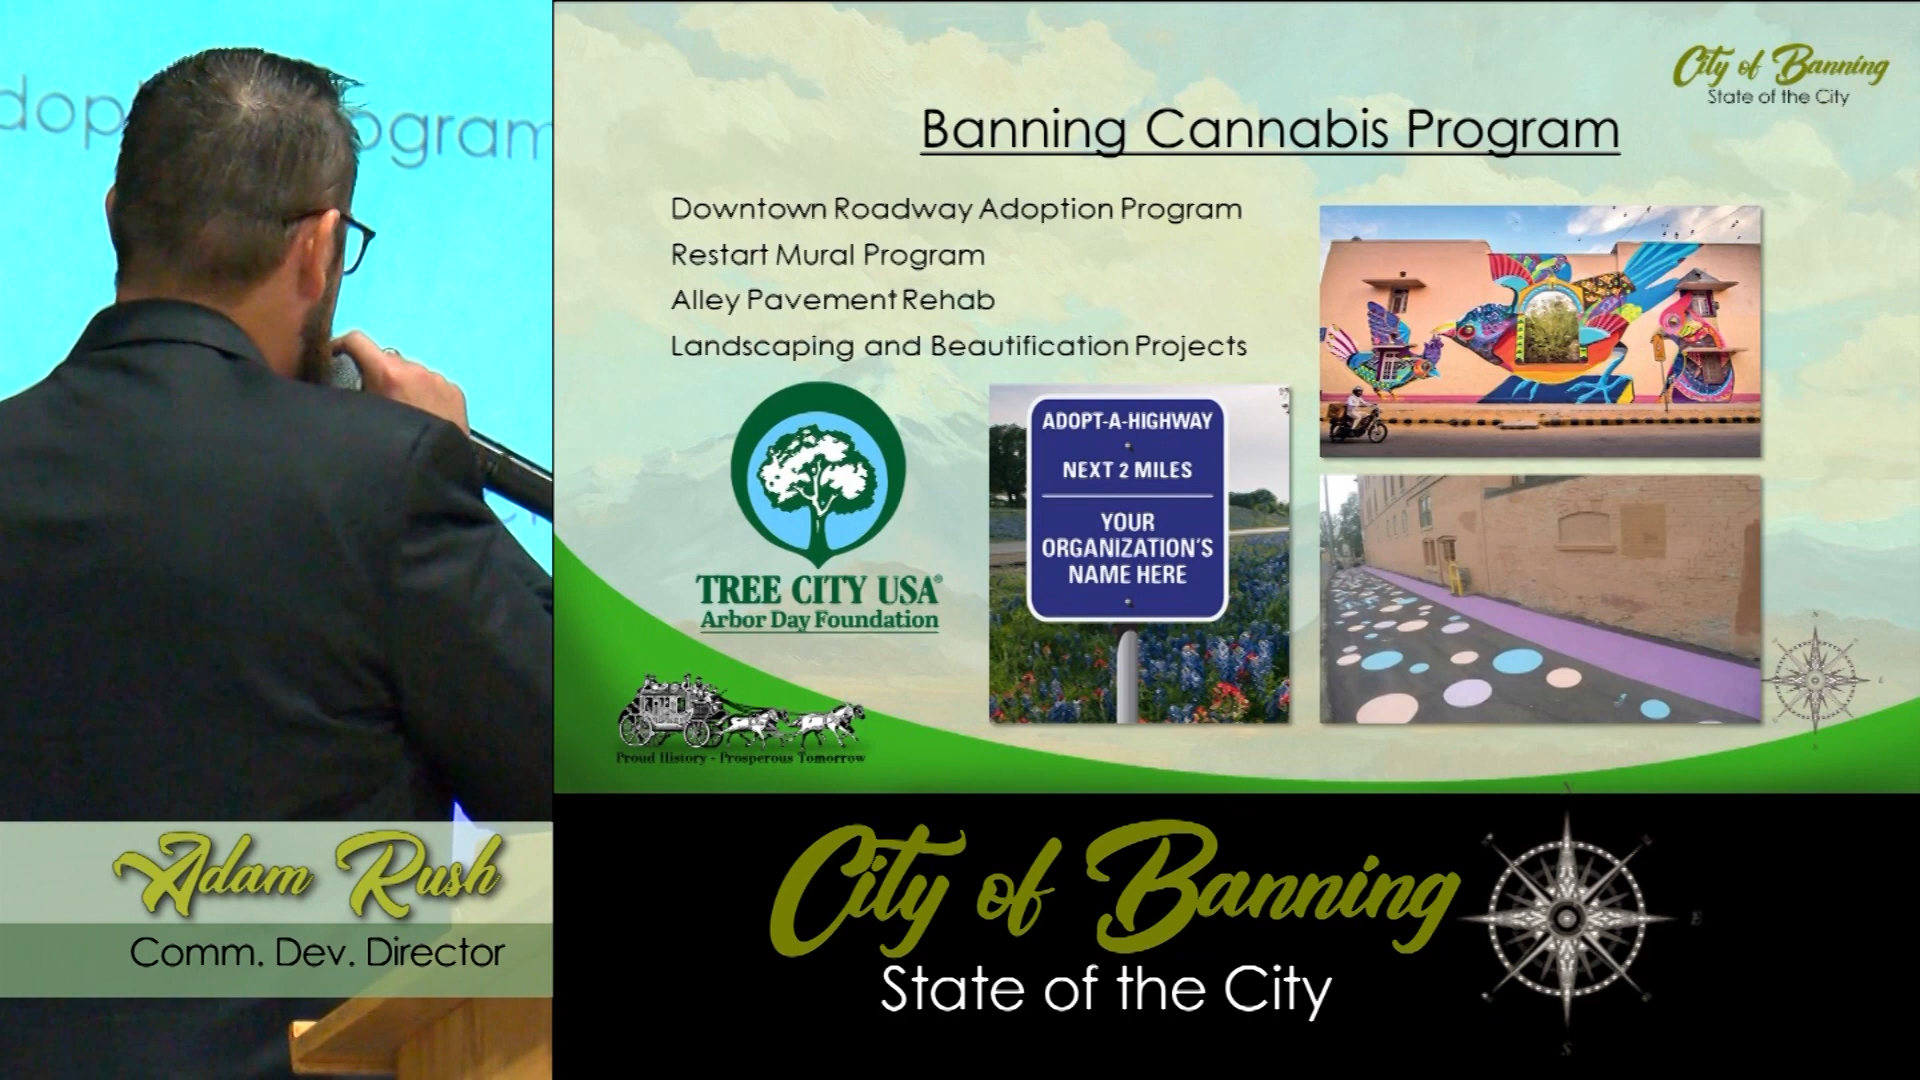 City of Banning
State of the City
Banning Cannabis Program
Downtown Roadway Adoption Program
Restart Mural Program
Alley Pavement Rehab
Landscaping and Beautification Projects
TREE CITY USA®
Arbor Day Foundation
ADOPT-A-HIGHWAY
NEXT 2 MILES
YOUR
ORGANIZATION'S
NAME HERE
Proud History - Prosperous Tomorrow
Adam Rush
Comm. Dev. Director
City of Banning
State of the City
E
S